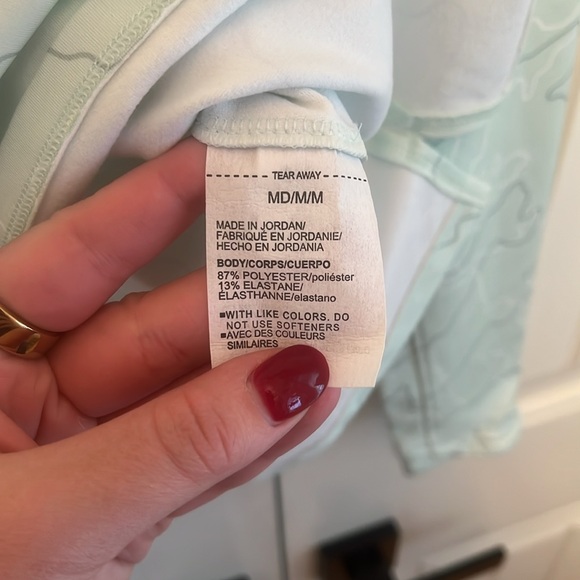 TEAR AWAY
MD/M/M
MADE IN JORDAN/
FABRIQUÉ EN JORDANIE/
HECHO EN JORDANIA
BODY/CORPS/CUERPO
87% POLYESTER/poliéster
13% ELASTANE/
ÉLASTHANNE/elastano
■WITH LIKE COLORS. DO
NOT USE SOFTENERS
■AVEC DES COULEURS
SIMILAIRES